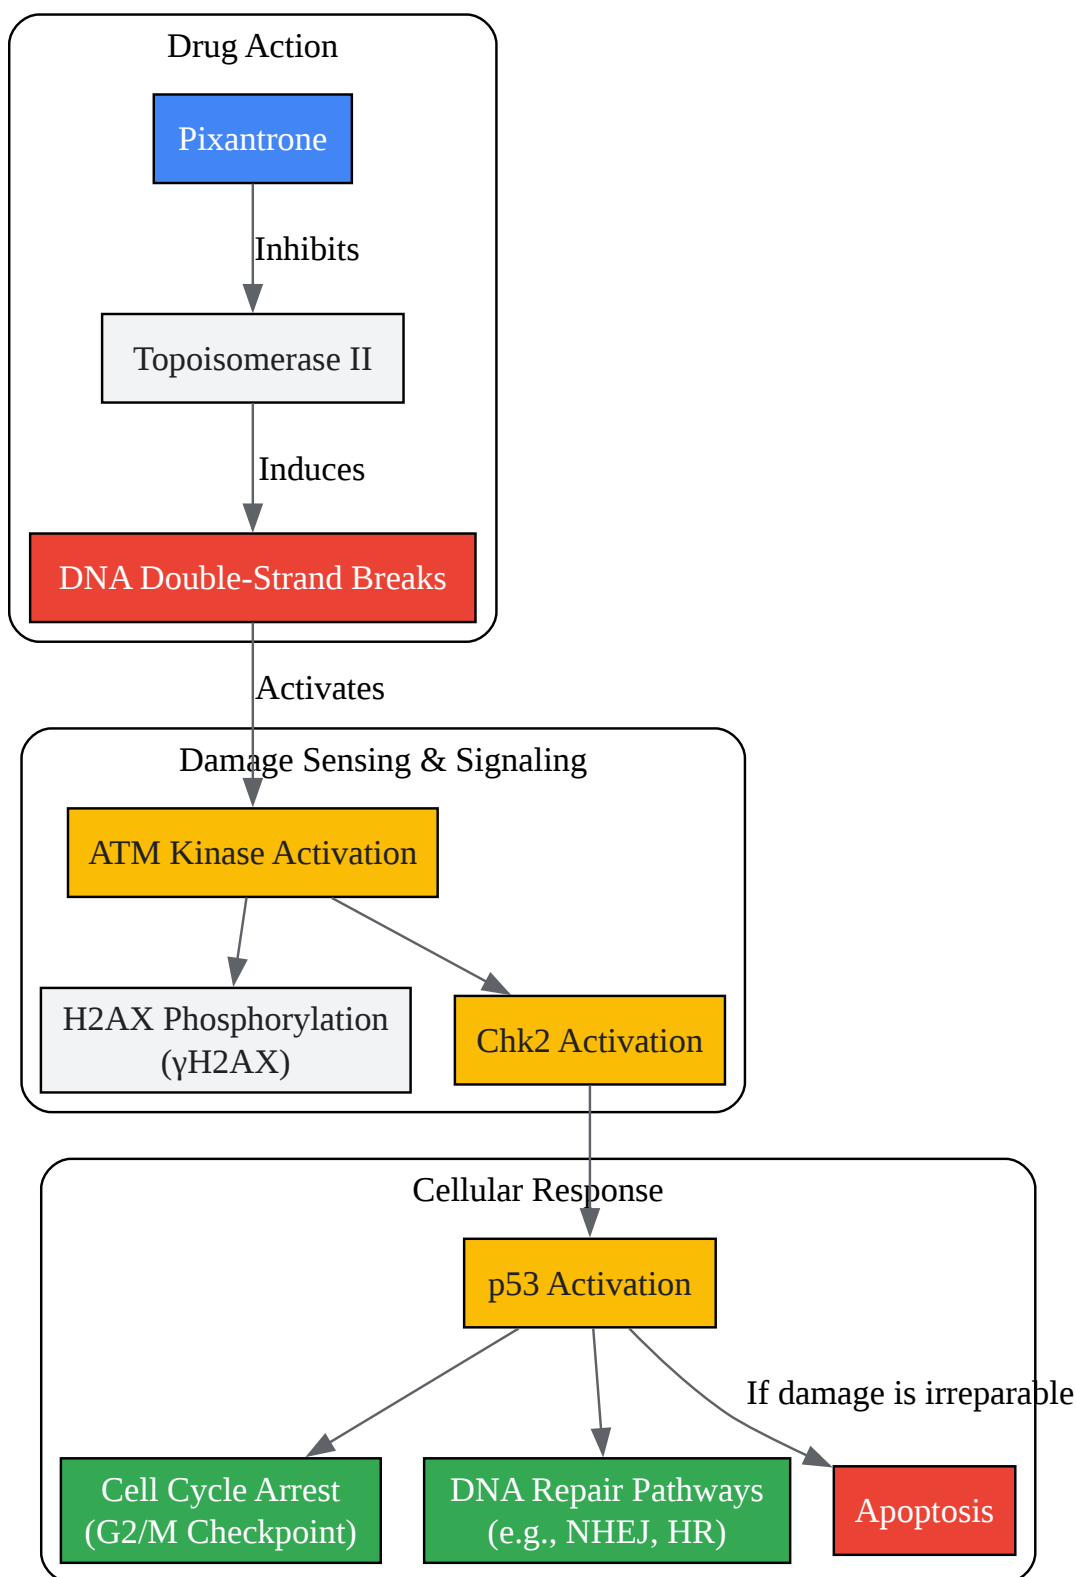 Drug Action
Pixantrone
Inhibits
Topoisomerase II
Induces
DNA Double-Strand Breaks
Activates
Damage Sensing & Signaling
ATM Kinase Activation
H2AX Phosphorylation
(γH2AX)
Chk2 Activation
Cellular Response
p53 Activation
If damage is irreparable
Cell Cycle Arrest
(G2/M Checkpoint)
DNA Repair Pathways
(e.g., NHEJ, HR)
Apoptosis